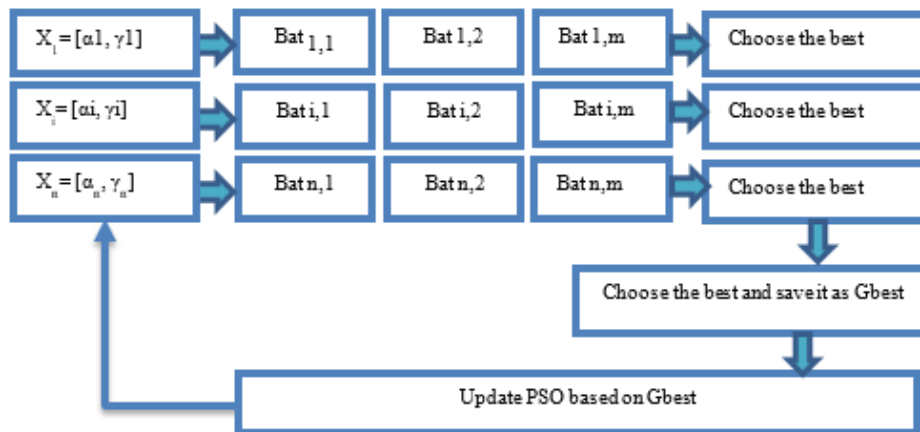 X₁ = [α1, γ1] Bat 1,1 Bat 1,2 Bat 1,m Choose the best
Xᵢ = [αi, γi] Bat i,1 Bat i,2 Bat i,m Choose the best
Xₙ = [αₙ, γₙ] Bat n,1 Bat n,2 Bat n,m Choose the best
Choose the best and save it as Gbest
Update PSO based on Gbest